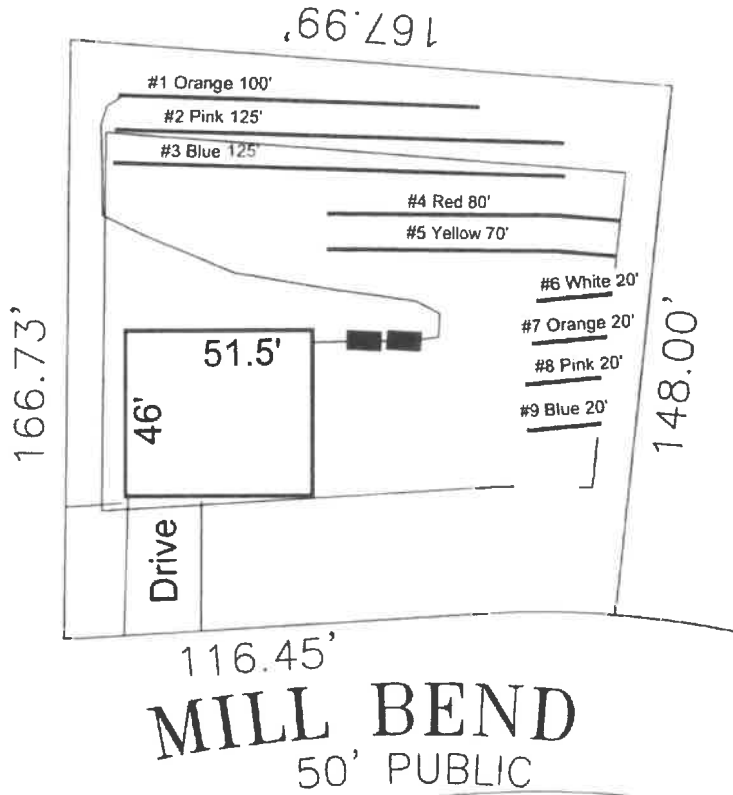 167.99'
#1 Orange 100'
#2 Pink 125'
#3 Blue 125'
#4 Red 80'
#5 Yellow 70'
#6 White 20'
#7 Orange 20'
#8 Pink 20'
#9 Blue 20'
166.73'
51.5'
46'
148.00'
Drive
116.45'
MILL BEND
50' PUBLIC